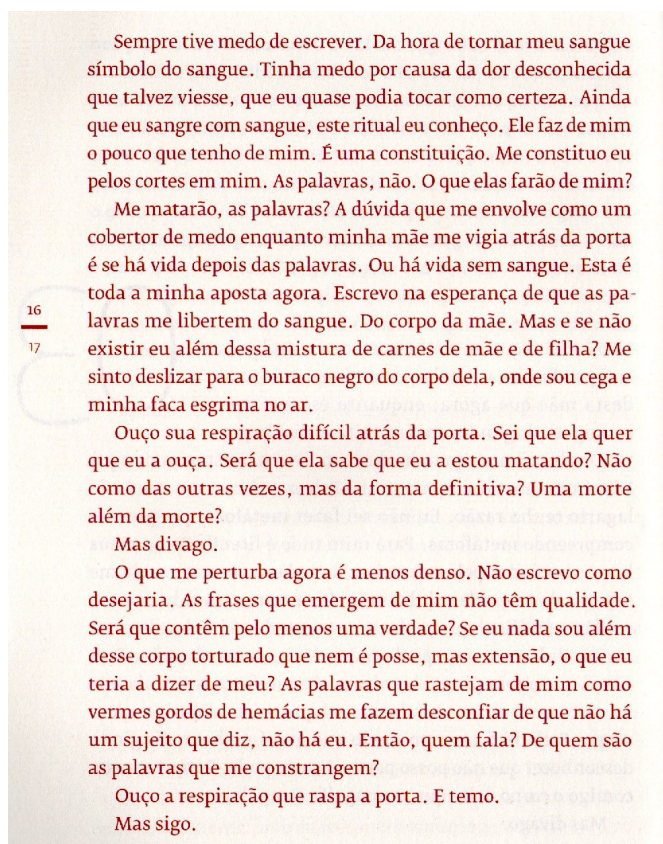 Sempre tive medo de escrever. Da hora de tornar meu sangue
símbolo do sangue. Tinha medo por causa da dor desconhecida
que talvez viesse, que eu quase podia tocar como certeza. Ainda
que eu sangre com sangue, este ritual eu conheço. Ele faz de mim
o pouco que tenho de mim. É uma constituição. Me constituo eu
pelos cortes em mim. As palavras, não. O que elas farão de mim?
Me matarão, as palavras? A dúvida que me envolve como um
cobertor de medo enquanto minha mãe me vigia atrás da porta
é se há vida depois das palavras. Ou há vida sem sangue. Esta é
toda a minha aposta agora. Escrevo na esperança de que as pa-
lavras me libertem do sangue. Do corpo da mãe. Mas e se não
existir eu além dessa mistura de carnes de mãe e de filha? Me
sinto deslizar para o buraco negro do corpo dela, onde sou cega e
minha faca esgrima no ar.
Ouço sua respiração difícil atrás da porta. Sei que ela quer
que eu a ouça. Será que ela sabe que eu a estou matando? Não
como das outras vezes, mas da forma definitiva? Uma morte
além da morte?
Mas divago.
O que me perturba agora é menos denso. Não escrevo como
desejaria. As frases que emergem de mim não têm qualidade.
Será que contêm pelo menos uma verdade? Se eu nada sou além
desse corpo torturado que nem é posse, mas extensão, o que eu
teria a dizer de meu? As palavras que rastejam de mim como
vermes gordos de hemácias me fazem desconfiar de que não há
um sujeito que diz, não há eu. Então, quem fala? De quem são
as palavras que me constrangem?
Ouço a respiração que raspa a porta. E temo.
Mas sigo.
16
17